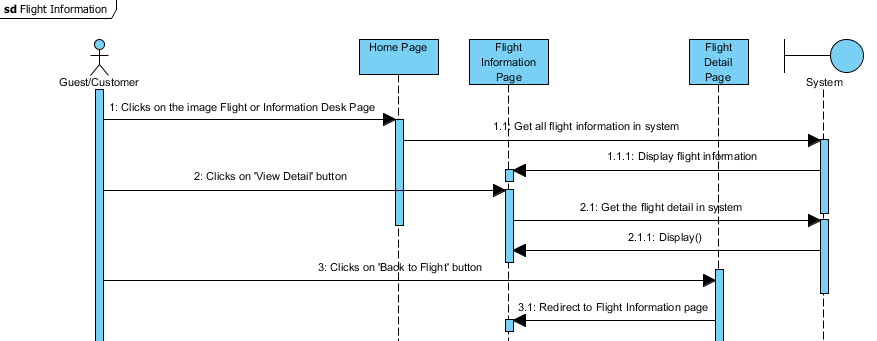 sd Flight Information
Guest/Customer
Home Page
Flight
Information
Page
Flight
Detail
Page
System
1: Clicks on the image Flight or Information Desk Page
1.1: Get all flight information in system
1.1.1: Display flight information
2: Clicks on 'View Detail' button
2.1: Get the flight detail in system
2.1.1: Display()
3: Clicks on 'Back to Flight' button
3.1: Redirect to Flight Information page